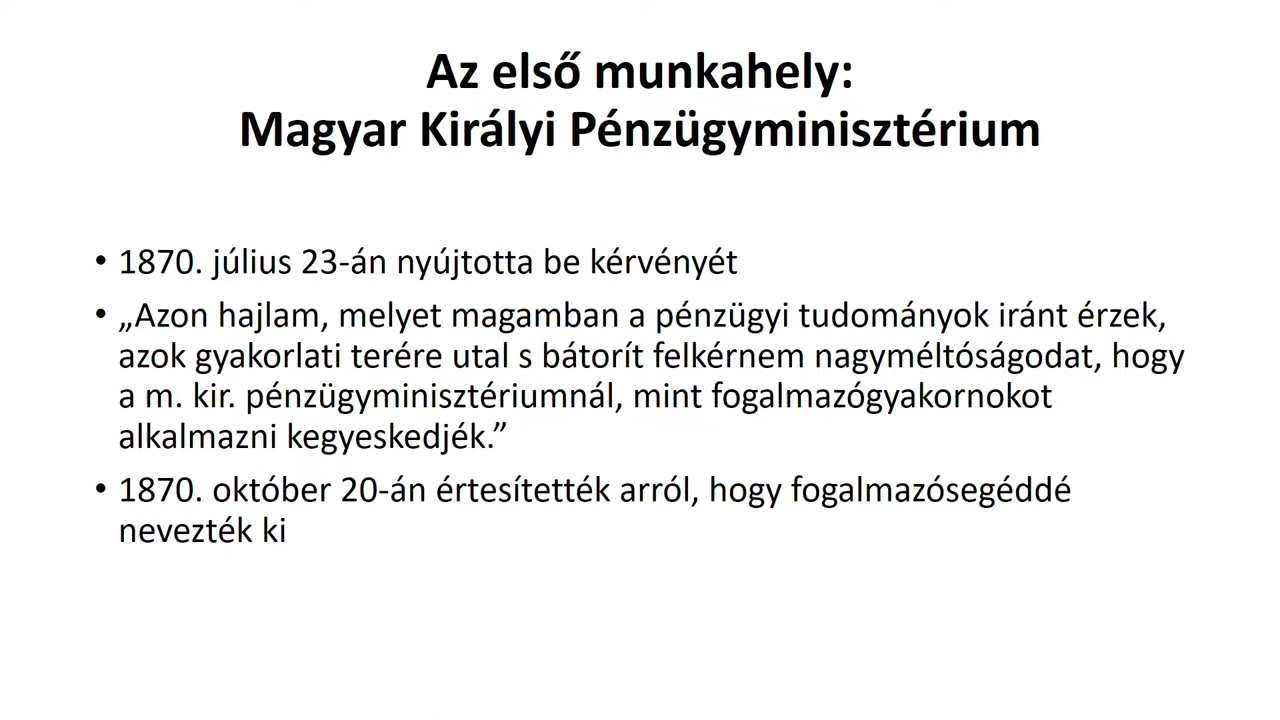 Az első munkahely:
Magyar Királyi Pénzügyminisztérium
• 1870. július 23-án nyújtotta be kérvényét
• „Azon hajlam, melyet magamban a pénzügyi tudományok iránt érzek,
azok gyakorlati terére utal s bátorít felkérnem nagyméltóságodat, hogy
a m. kir. pénzügyminisztériumnál, mint fogalmazógyakornokot
alkalmazni kegyeskedjék.”
• 1870. október 20-án értesítették arról, hogy fogalmazósegéddé
nevezték ki